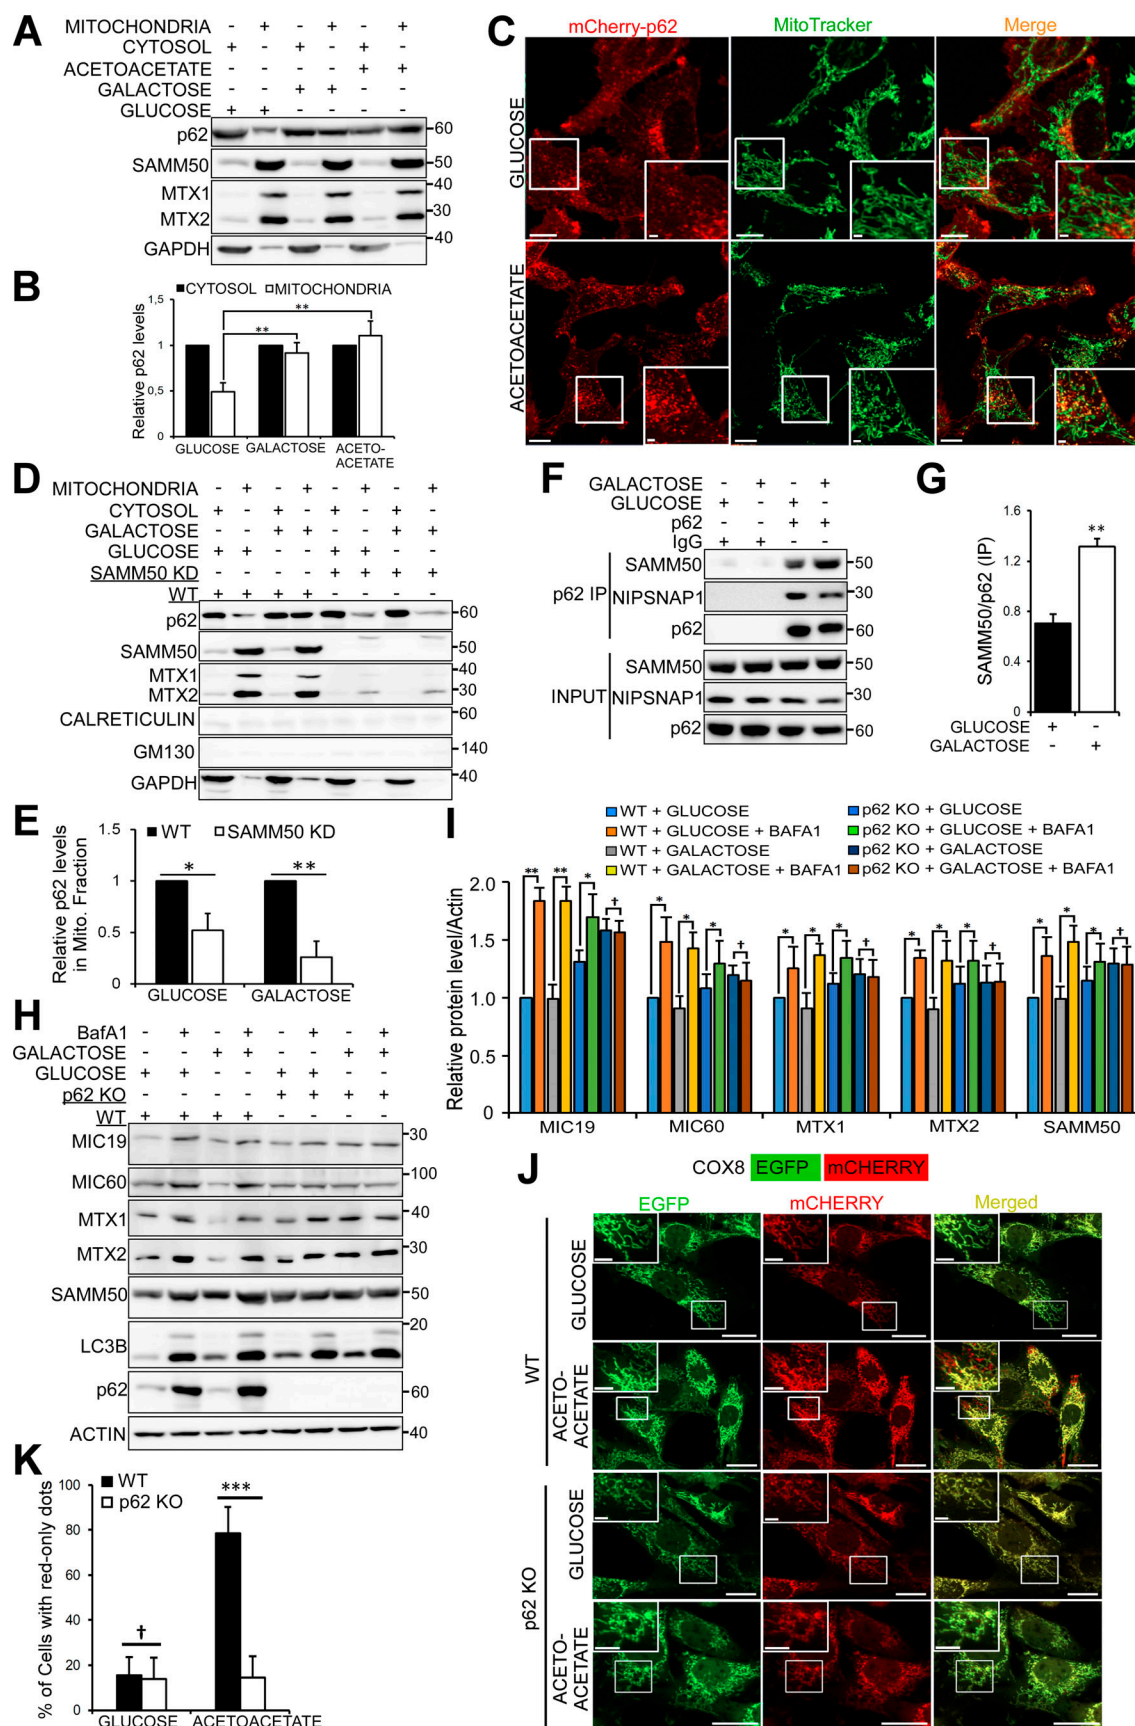 A
MITOCHONDRIA - + - + - +
CYTOSOL + - + - + -
ACETOACETATE - - - - + +
GALACTOSE - - + + - -
GLUCOSE + + - - - -
p62 60
SAMM50 50
MTX1 40
MTX2 30
GAPDH 40
B
CYTOSOL MITOCHONDRIA
Relative p62 levels
1,5
1
0,5
0
** **
GLUCOSE GALACTOSE ACETO-
ACETATE
C
mCherry-p62 MitoTracker Merge
GLUCOSE
ACETOACETATE
D
MITOCHONDRIA - + - + - + - +
CYTOSOL + - + - + - + -
GALACTOSE - - + + - - + +
GLUCOSE + + - - + + - -
SAMM50 KD - - - - + + + +
WT + + + + - - - -
p62 60
SAMM50 50
MTX1 40
MTX2 30
CALRETICULIN 60
GM130 140
GAPDH 40
E
WT SAMM50 KD
Relative p62 levels
in Mito. Fraction
1.5
1
0.5
0
* **
GLUCOSE GALACTOSE
F
GALACTOSE - + - +
GLUCOSE + - + -
p62 - - + +
IgG + + - -
p62 IP
SAMM50 50
NIPSNAP1 30
p62 60
INPUT
SAMM50 50
NIPSNAP1 30
p62 60
G
SAMM50/p62 (IP)
1.6
1.2
0.8
0.4
0
**
GLUCOSE + -
GALACTOSE - +
H
BafA1 - + - + - + - +
GALACTOSE - - + + - - + +
GLUCOSE + + - - + + - -
p62 KO - - - - + + + +
WT + + + + - - - -
MIC19 30
MIC60 100
MTX1 40
MTX2 30
SAMM50 50
LC3B 20
p62 60
ACTIN 40
I
WT + GLUCOSE
WT + GLUCOSE + BAFA1
WT + GALACTOSE
WT + GALACTOSE + BAFA1
p62 KO + GLUCOSE
p62 KO + GLUCOSE + BAFA1
p62 KO + GALACTOSE
p62 KO + GALACTOSE + BAFA1
Relative protein level/Actin
2.0
1.5
1.0
0.5
0
** ** * † * * * † * * * † * * * † * * * †
MIC19 MIC60 MTX1 MTX2 SAMM50
J
COX8 EGFP mCHERRY
EGFP mCHERRY Merged
WT
GLUCOSE
ACETO-
ACETATE
p62 KO
GLUCOSE
ACETO-
ACETATE
K
WT
p62 KO
% of Cells with red-only dots
100
80
60
40
20
0
† ***
GLUCOSE ACETOACETATE